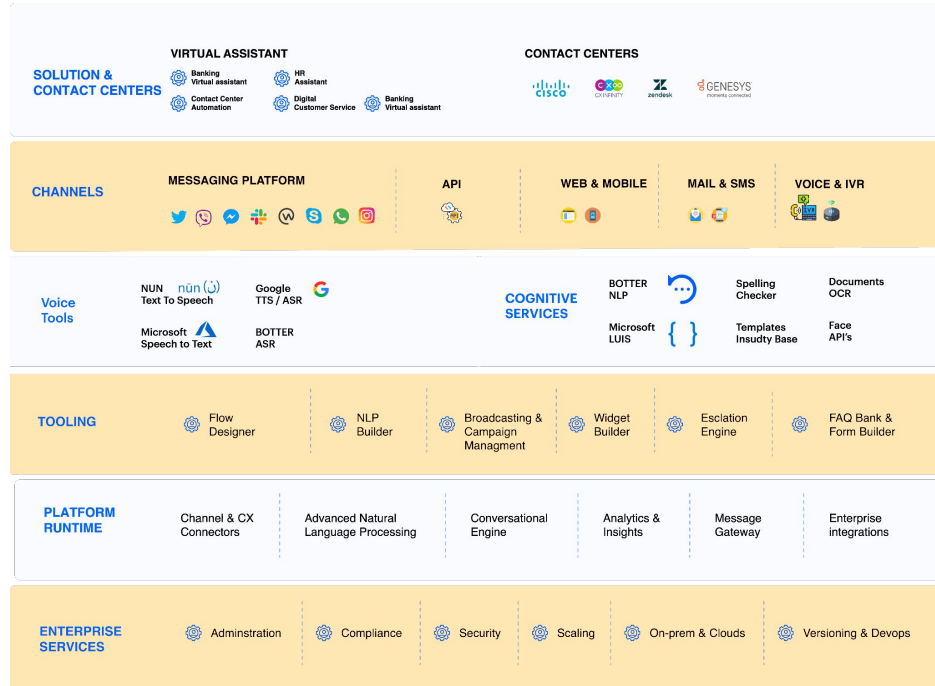 VIRTUAL ASSISTANT
CONTACT CENTERS
SOLUTION &
CONTACT CENTERS
Banking
Virtual assistant
HR
Assistant
Contact Center
Automation
Digital
Customer Service
Banking
Virtual assistant
CISCO
CXoo
CXINFINITY
zendesk
GENESYS
moments connected
CHANNELS
MESSAGING PLATFORM
API
WEB & MOBILE
MAIL & SMS
VOICE & IVR
Voice
Tools
NUN nūn (ن)
Text To Speech
Google
TTS / ASR
Microsoft
Speech to Text
BOTTER
ASR
COGNITIVE
SERVICES
BOTTER
NLP
Spelling
Checker
Documents
OCR
Microsoft
LUIS
{ }
Templates
Insudty Base
Face
API's
TOOLING
Flow
Designer
NLP
Builder
Broadcasting &
Campaign
Managment
Widget
Builder
Esclation
Engine
FAQ Bank &
Form Builder
PLATFORM
RUNTIME
Channel & CX
Connectors
Advanced Natural
Language Processing
Conversational
Engine
Analytics &
Insights
Message
Gateway
Enterprise
integrations
ENTERPRISE
SERVICES
Adminstration
Compliance
Security
Scaling
On-prem & Clouds
Versioning & Devops